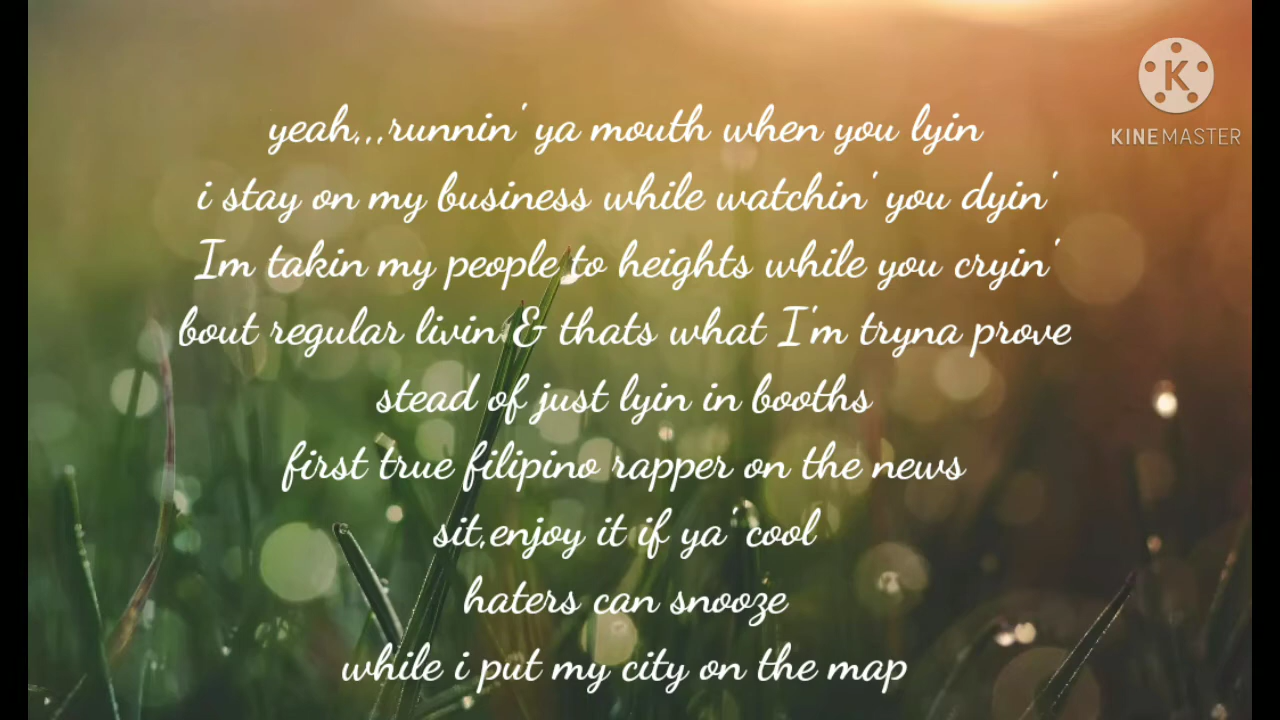 KINEMASTER
yeah,,,runnin' ya mouth when you lyin
i stay on my business while watchin' you dyin'
Im takin my people to heights while you cryin'
bout regular livin & thats what I'm tryna prove
stead of just lyin in booths
first true filipino rapper on the news
sit,enjoy it if ya' cool
haters can snooze
while i put my city on the map